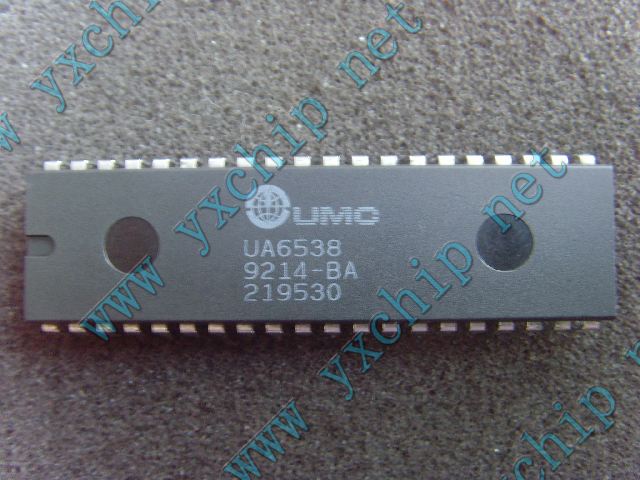 UMC
UA6538
9214-BA
219530
www yxchip net
www yxchip net
www yxchip net